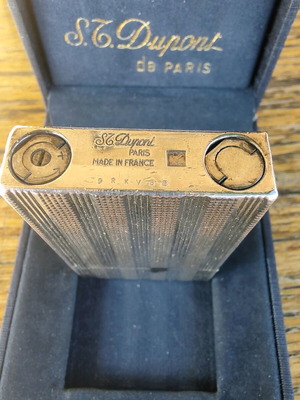 S.T. Dupont
DE PARIS
S.T. Dupont
PARIS
MADE IN FRANCE